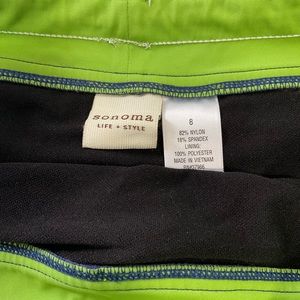 sonoma
LIFE + STYLE
8
82% NYLON
18% SPANDEX
LINING:
100% POLYESTER
MADE IN VIETNAM